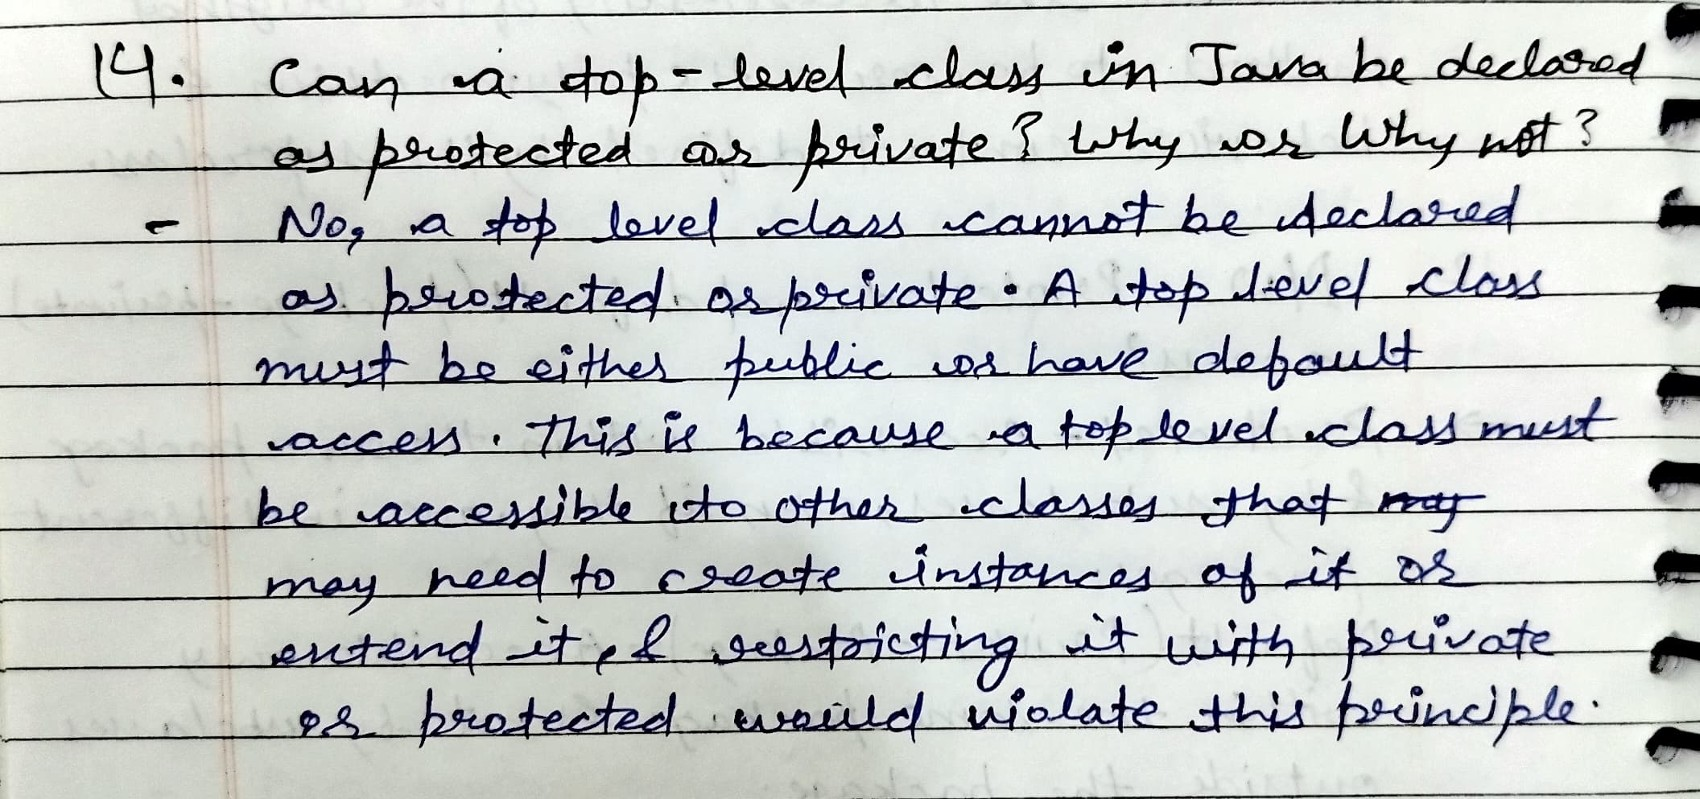 14. Can a top-level class in Java be declared
as protected or private? Why or Why not?
- No, a top level class cannot be declared
as protected or private. A top level class
must be either public or have default
access. This is because a top level class must
be accessible to other classes that may
may need to create instances of it or
extend it, & restricting it with private
or protected would violate this principle.